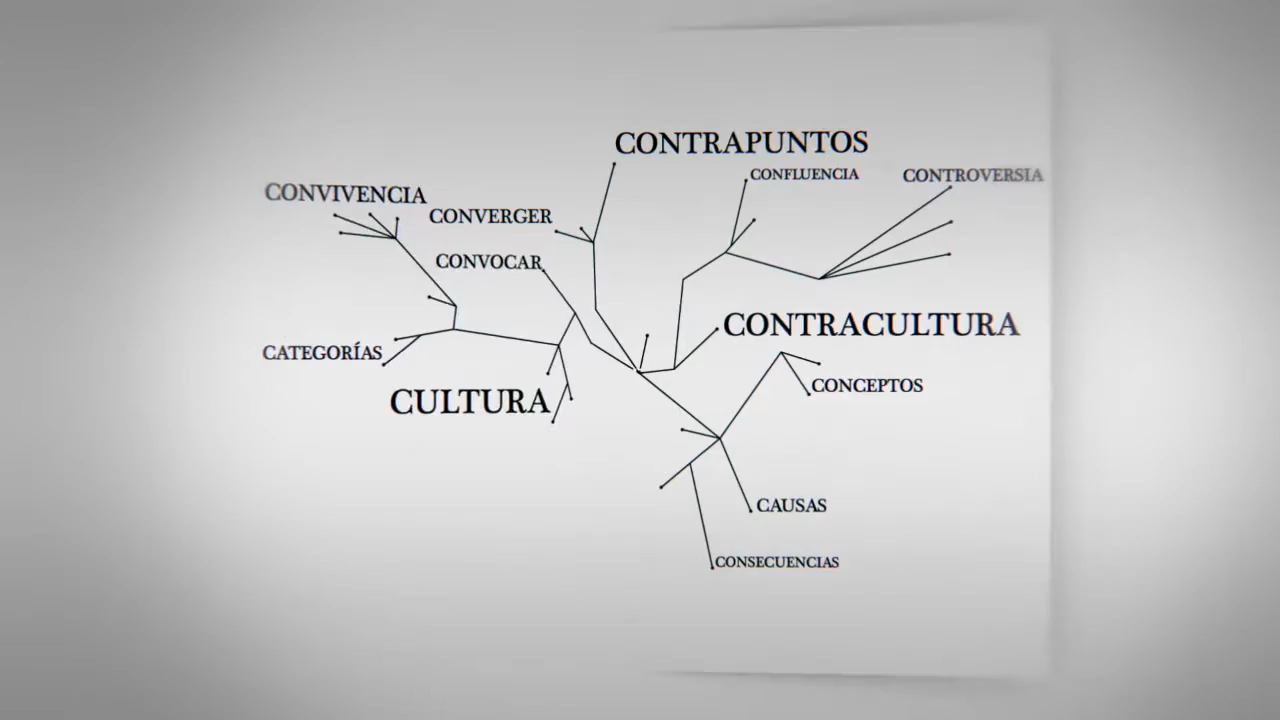 CONTRAPUNTOS
CONFLUENCIA
CONTROVERSIA
CONVIVENCIA
CONVERGER
CONVOCAR
CONTRACULTURA
CATEGORÍAS
CONCEPTOS
CULTURA
CAUSAS
CONSECUENCIAS